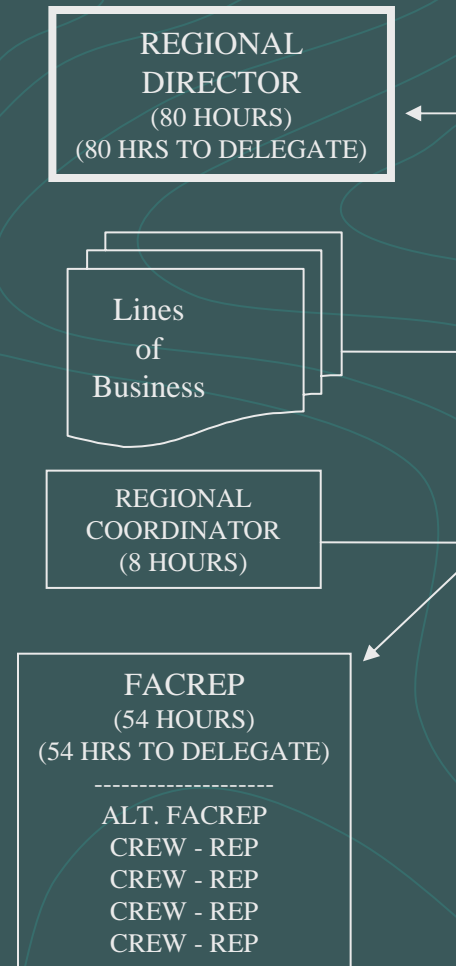 REGIONAL
DIRECTOR
(80 HOURS)
(80 HRS TO DELEGATE)
Lines
of
Business
REGIONAL
COORDINATOR
(8 HOURS)
FACREP
(54 HOURS)
(54 HRS TO DELEGATE)
---------------------
ALT. FACREP
CREW - REP
CREW - REP
CREW - REP
CREW - REP